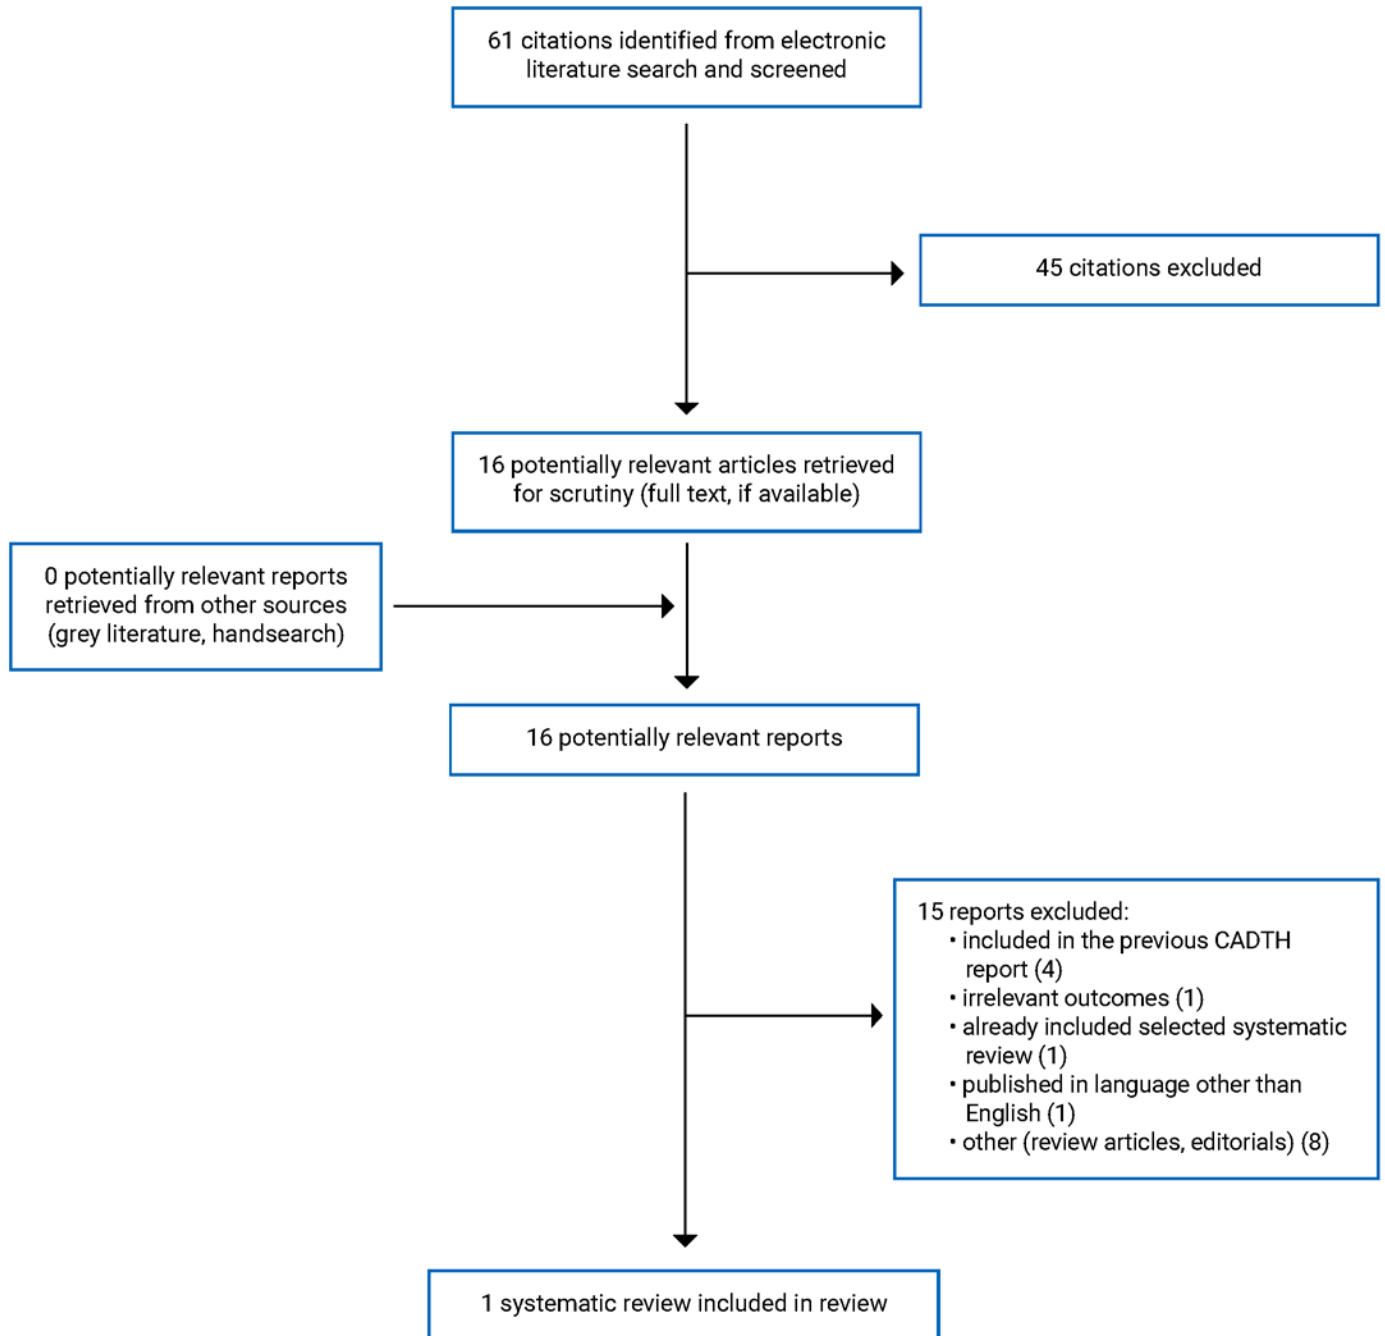 61 citations identified from electronic
literature search and screened
45 citations excluded
16 potentially relevant articles retrieved
for scrutiny (full text, if available)
0 potentially relevant reports
retrieved from other sources
(grey literature, handsearch)
16 potentially relevant reports
15 reports excluded:
• included in the previous CADTH
report (4)
• irrelevant outcomes (1)
• already included selected systematic
review (1)
• published in language other than
English (1)
• other (review articles, editorials) (8)
1 systematic review included in review